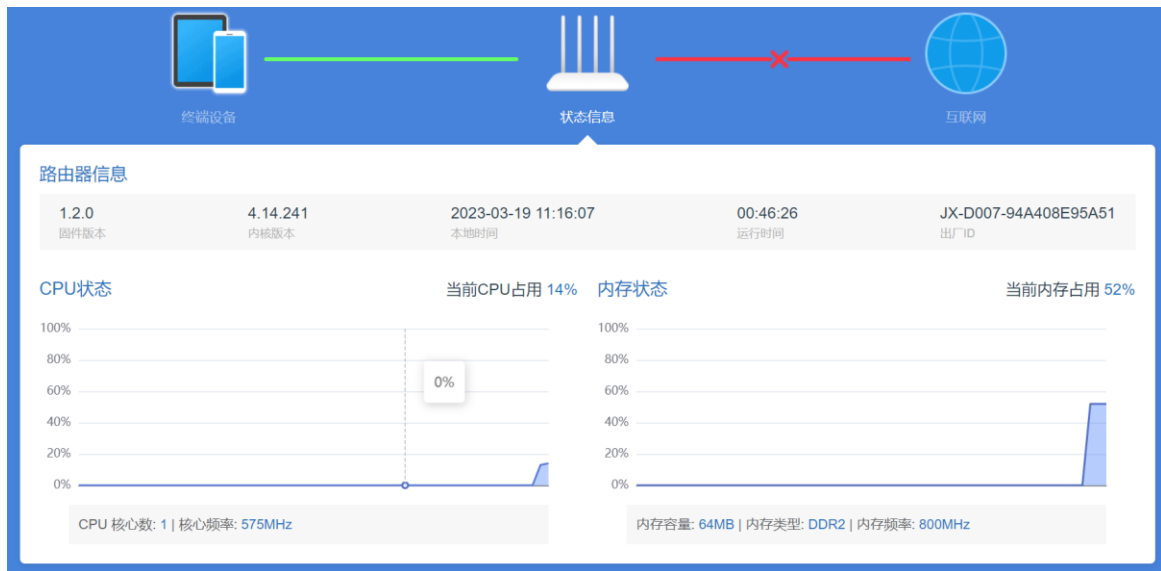 终端设备
状态信息
互联网
路由器信息
1.2.0 4.14.241 2023-03-19 11:16:07 00:46:26 JX-D007-94A408E95A51
固件版本 内核版本 本地时间 运行时间 出厂ID
CPU状态 当前CPU占用 14%
100%
80%
60%
40%
20%
0%
0%
CPU 核心数: 1 | 核心频率: 575MHz
内存状态 当前内存占用 52%
100%
80%
60%
40%
20%
0%
内存容量: 64MB | 内存类型: DDR2 | 内存频率: 800MHz